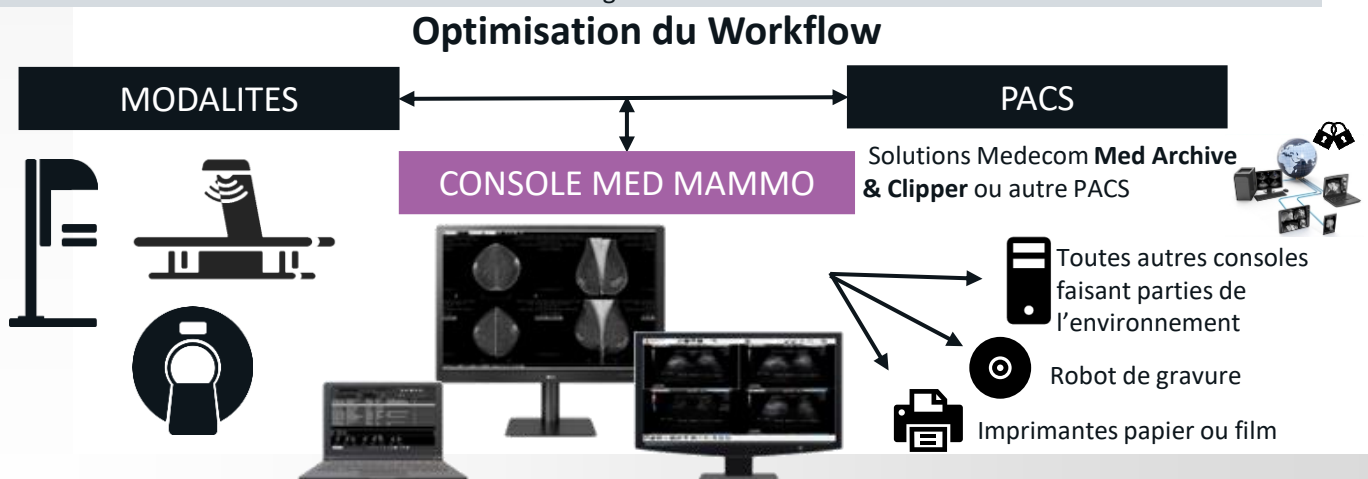 Optimisation du Workflow
MODALITES
PACS
CONSOLE MED MAMMO
Solutions Medecom Med Archive
& Clipper ou autre PACS
Toutes autres consoles
faisant parties de
l’environnement
Robot de gravure
Imprimantes papier ou film